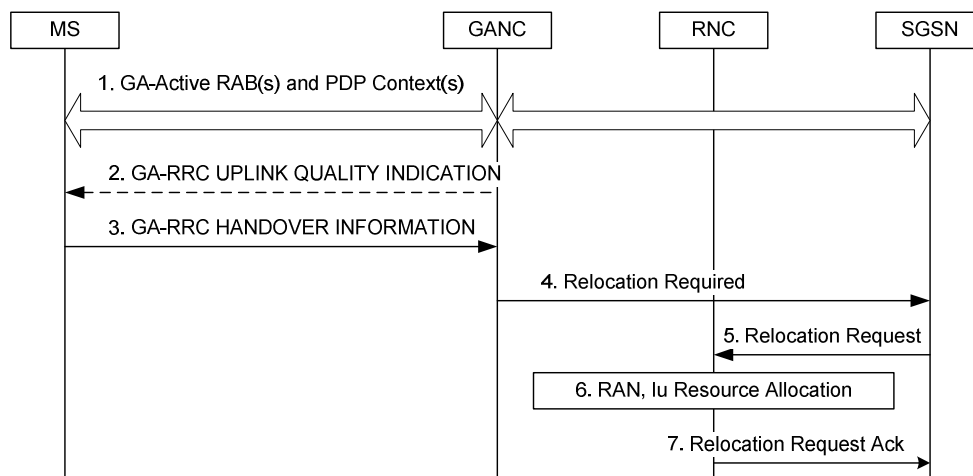 MS GANC RNC SGSN
1. GA-Active RAB(s) and PDP Context(s)
2. GA-RRC UPLINK QUALITY INDICATION
3. GA-RRC HANDOVER INFORMATION
4. Relocation Required
5. Relocation Request
6. RAN, Iu Resource Allocation
7. Relocation Request Ack